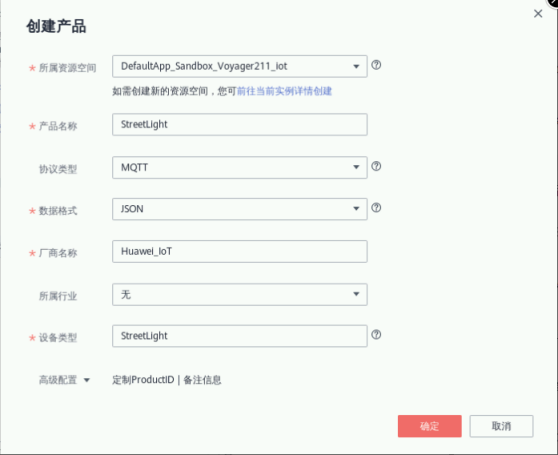 创建产品
* 所属资源空间 DefaultApp_Sandbox_Voyager211_iot
如需创建新的资源空间，您可前往当前实例详情创建
* 产品名称 StreetLight
协议类型 MQTT
* 数据格式 JSON
* 厂商名称 Huawei_IoT
所属行业 无
* 设备类型 StreetLight
高级配置 定制ProductID | 备注信息
确定 取消